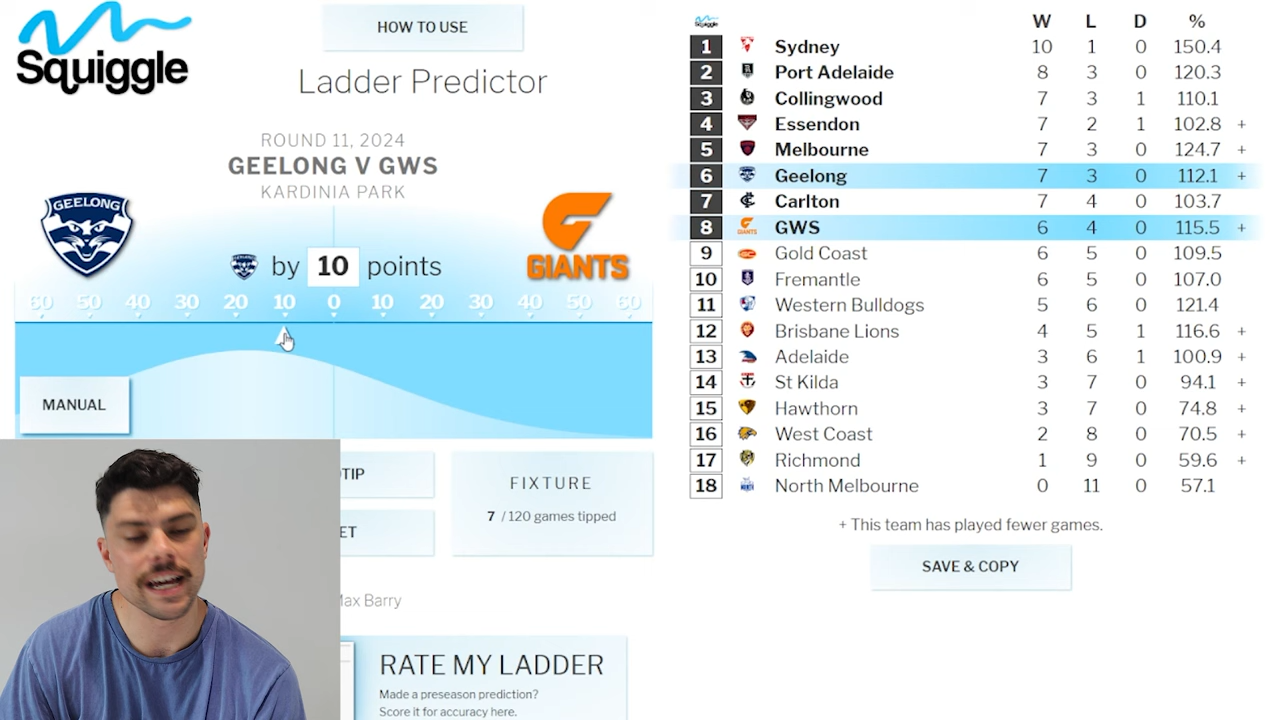 Squiggle
HOW TO USE
Ladder Predictor
ROUND 11, 2024
GEELONG V GWS
KARDINIA PARK
GEELONG
GIANTS
by 10 points
60 50 40 30 20 10 0 10 20 30 40 50 60
MANUAL
TIP
ET
FIXTURE
7 / 120 games tipped
Max Barry
RATE MY LADDER
Made a preseason prediction?
Score it for accuracy here.
Squiggle W L D %
1 Sydney 10 1 0 150.4
2 Port Adelaide 8 3 0 120.3
3 Collingwood 7 3 1 110.1
4 Essendon 7 2 1 102.8 +
5 Melbourne 7 3 0 124.7 +
6 Geelong 7 3 0 112.1 +
7 Carlton 7 4 0 103.7
8 GWS 6 4 0 115.5 +
9 Gold Coast 6 5 0 109.5
10 Fremantle 6 5 0 107.0
11 Western Bulldogs 5 6 0 121.4
12 Brisbane Lions 4 5 1 116.6 +
13 Adelaide 3 6 1 100.9 +
14 St Kilda 3 7 0 94.1 +
15 Hawthorn 3 7 0 74.8 +
16 West Coast 2 8 0 70.5 +
17 Richmond 1 9 0 59.6 +
18 North Melbourne 0 11 0 57.1
+ This team has played fewer games.
SAVE & COPY